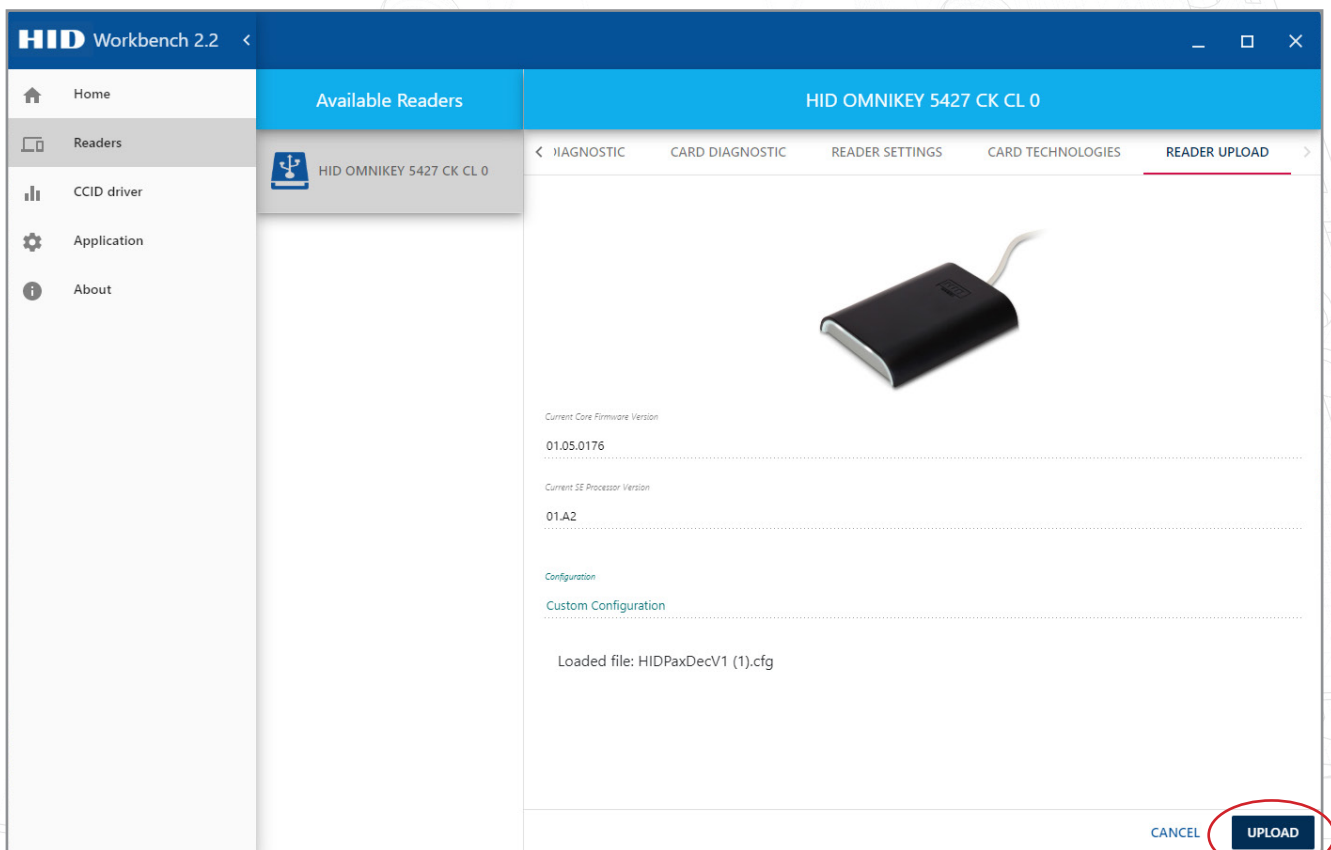 HID Workbench 2.2
Home
Readers
CCID driver
Application
About
Available Readers
HID OMNIKEY 5427 CK CL 0
HID OMNIKEY 5427 CK CL 0
DIAGNOSTIC CARD DIAGNOSTIC READER SETTINGS CARD TECHNOLOGIES READER UPLOAD
Current Core Firmware Version
01.05.0176
Current SE Processor Version
01.A2
Configuration
Custom Configuration
Loaded file: HIDPaxDecV1 (1).cfg
CANCEL UPLOAD